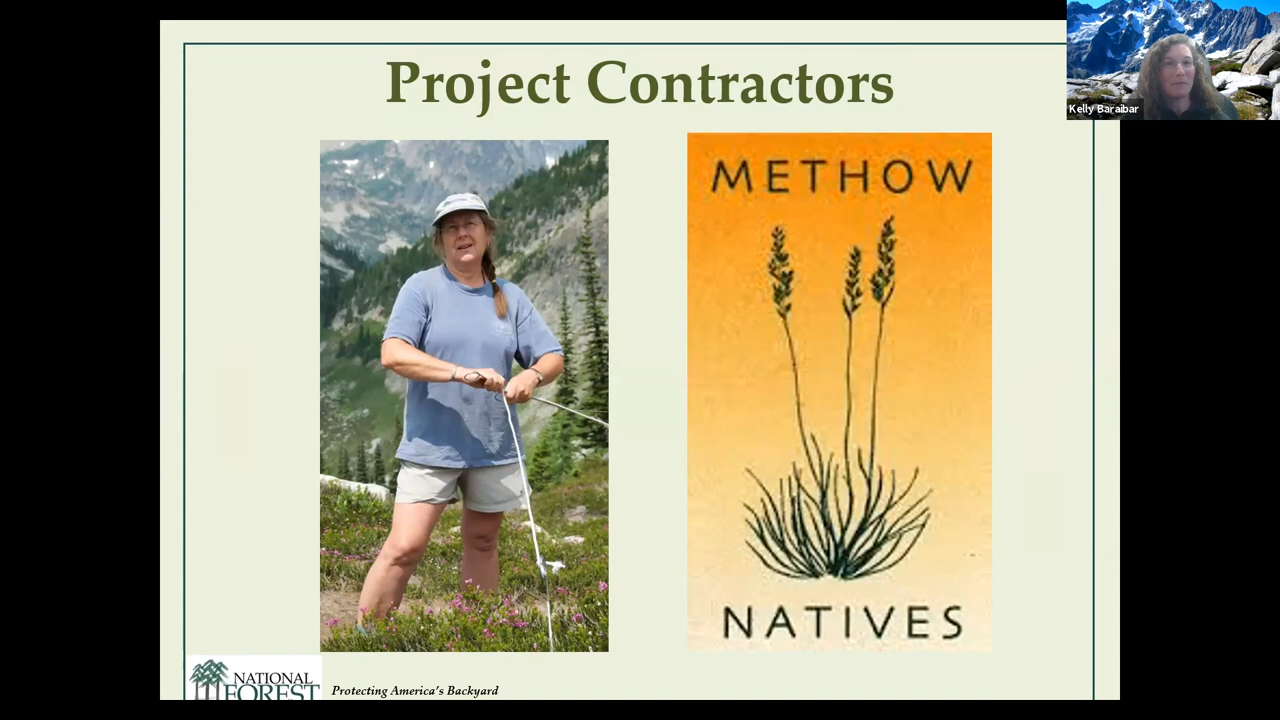 Project Contractors
Kelly Baraibar
METHOW
NATIVES
NATIONAL
FOREST
Protecting America's Backyard